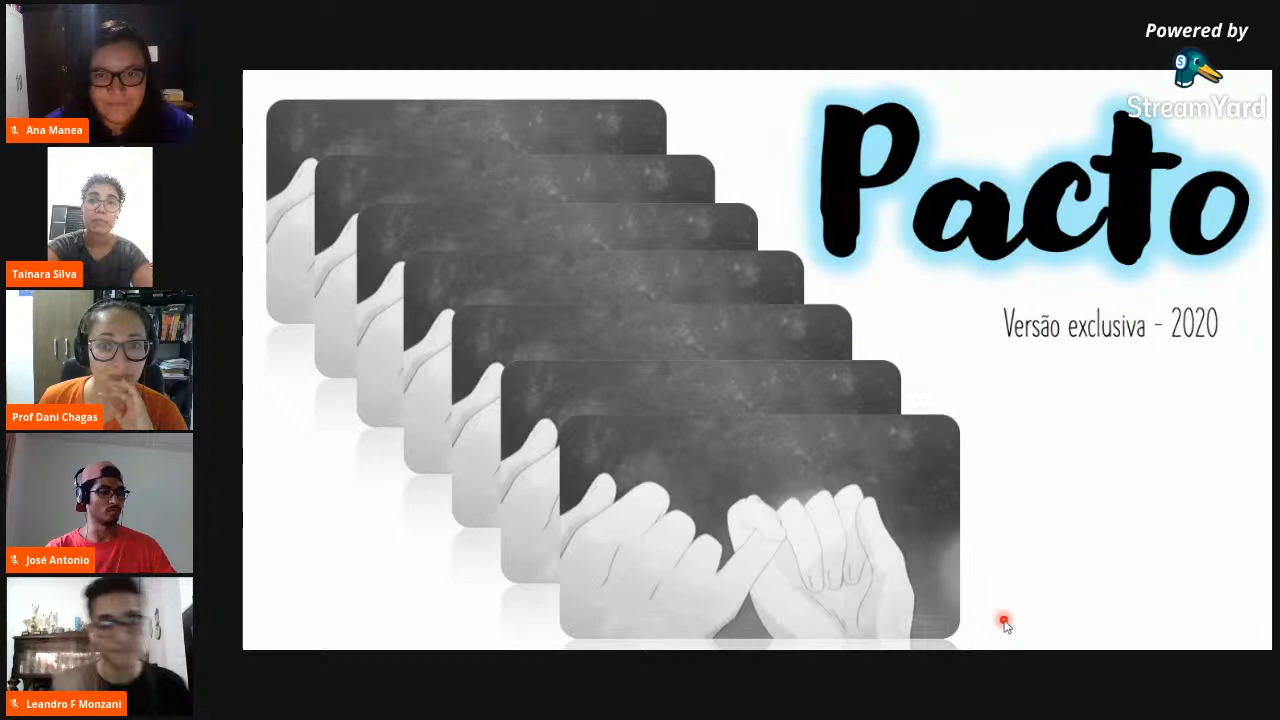 Powered by
StreamYard
Ana Manea
Tainara Silva
Prof Dani Chagas
José Antonio
Leandro F Monzani
Pacto
Versão exclusiva - 2020